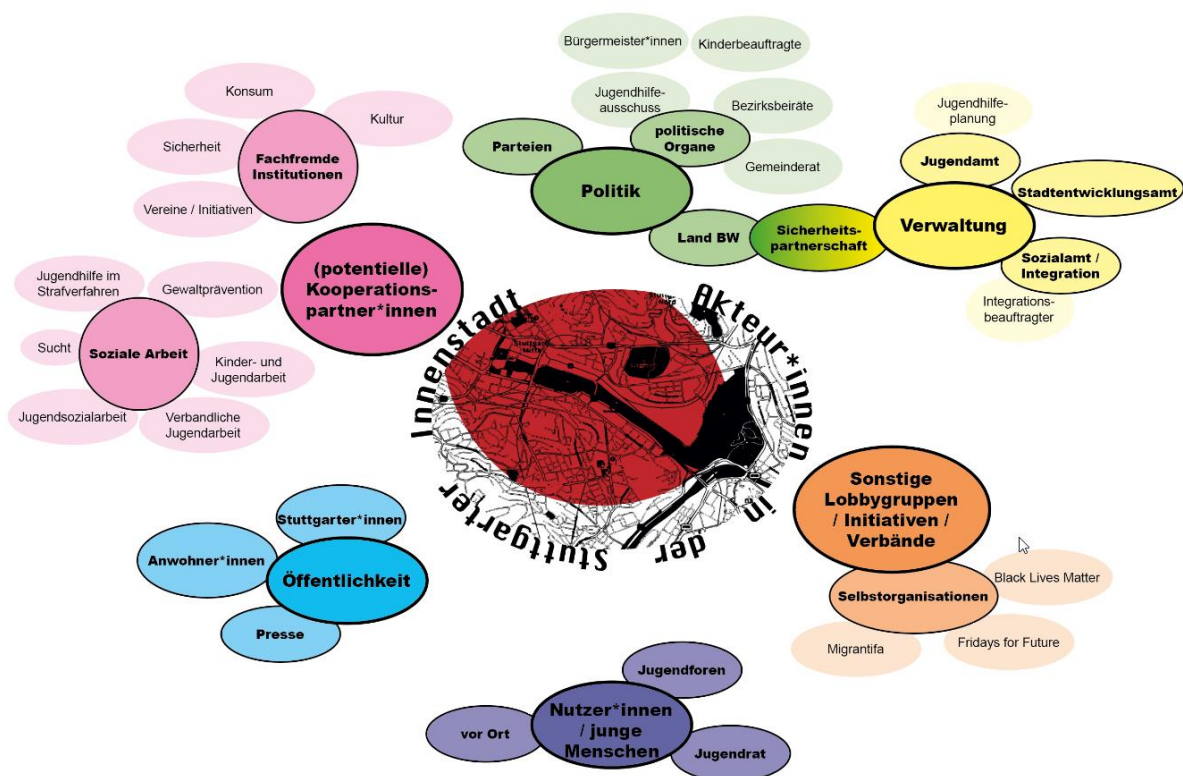 Bürgermeister*innen
Kinderbeauftragte
Jugendhilfe-
ausschuss
Bezirksbeiräte
Parteien
politische
Organe
Gemeinderat
Politik
Land BW
Sicherheits-
partnerschaft
Jugendhilfe-
planung
Jugendamt
Stadtentwicklungsamt
Verwaltung
Sozialamt /
Integration
Integrations-
beauftragter
Konsum
Kultur
Sicherheit
Fachfremde
Institutionen
Vereine / Initiativen
(potentielle)
Kooperations-
partner*innen
Jugendhilfe im
Strafverfahren
Gewaltprävention
Sucht
Soziale Arbeit
Kinder- und
Jugendarbeit
Jugendsozialarbeit
Verbandliche
Jugendarbeit
Akteur*innen
in
der
Stuttgarter
Innenstadt
Sonstige
Lobbygruppen
/ Initiativen /
Verbände
Black Lives Matter
Selbstorganisationen
Migrantifa
Fridays for Future
Stuttgarter*innen
Anwohner*innen
Öffentlichkeit
Presse
Jugendforen
Nutzer*innen
/ junge
Menschen
vor Ort
Jugendrat